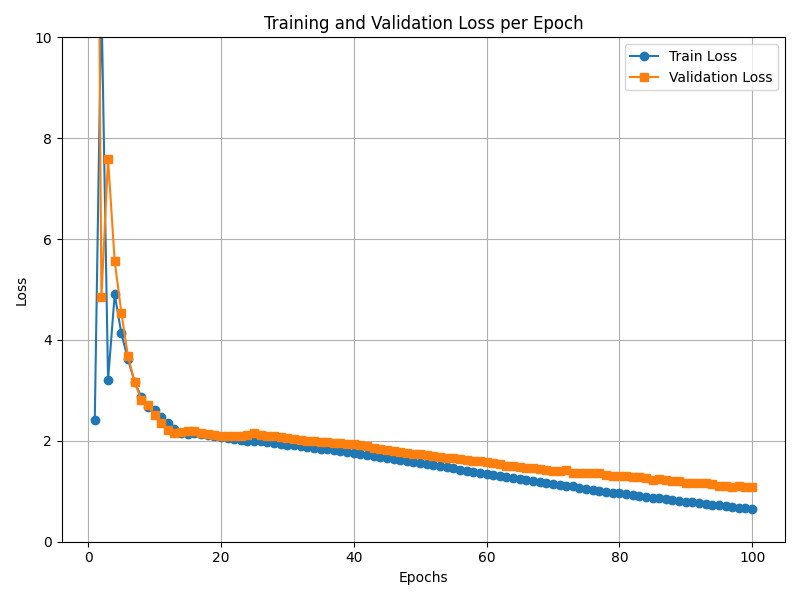 Training and Validation Loss per Epoch
Train Loss
Validation Loss
Loss
10
8
6
4
2
0
0 20 40 60 80 100
Epochs